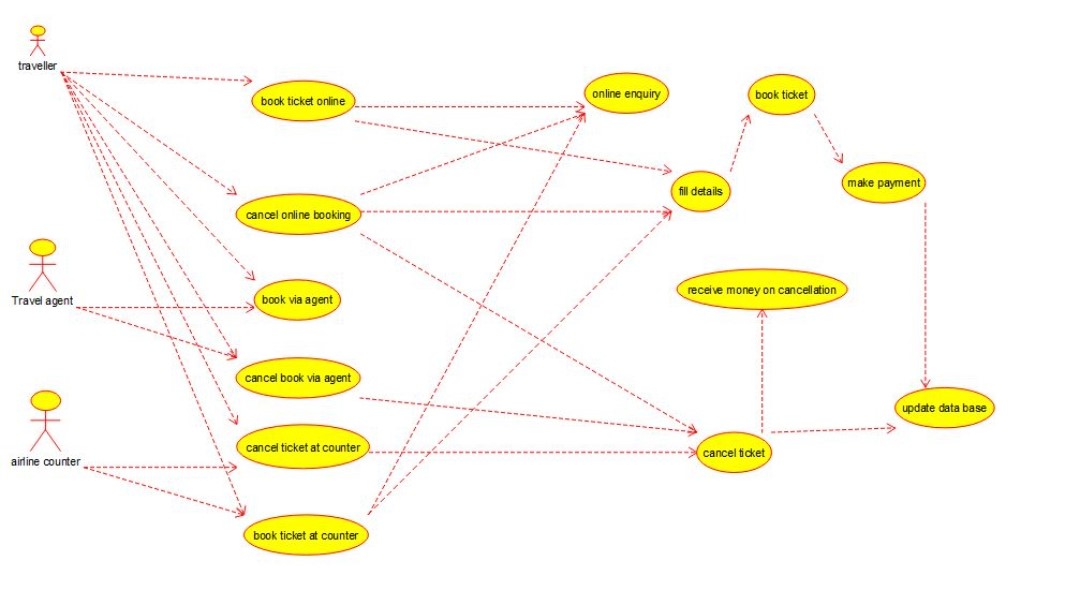 traveller
book ticket online
online enquiry
book ticket
fill details
make payment
cancel online booking
Travel agent
book via agent
receive money on cancellation
cancel book via agent
update data base
airline counter
cancel ticket at counter
cancel ticket
book ticket at counter